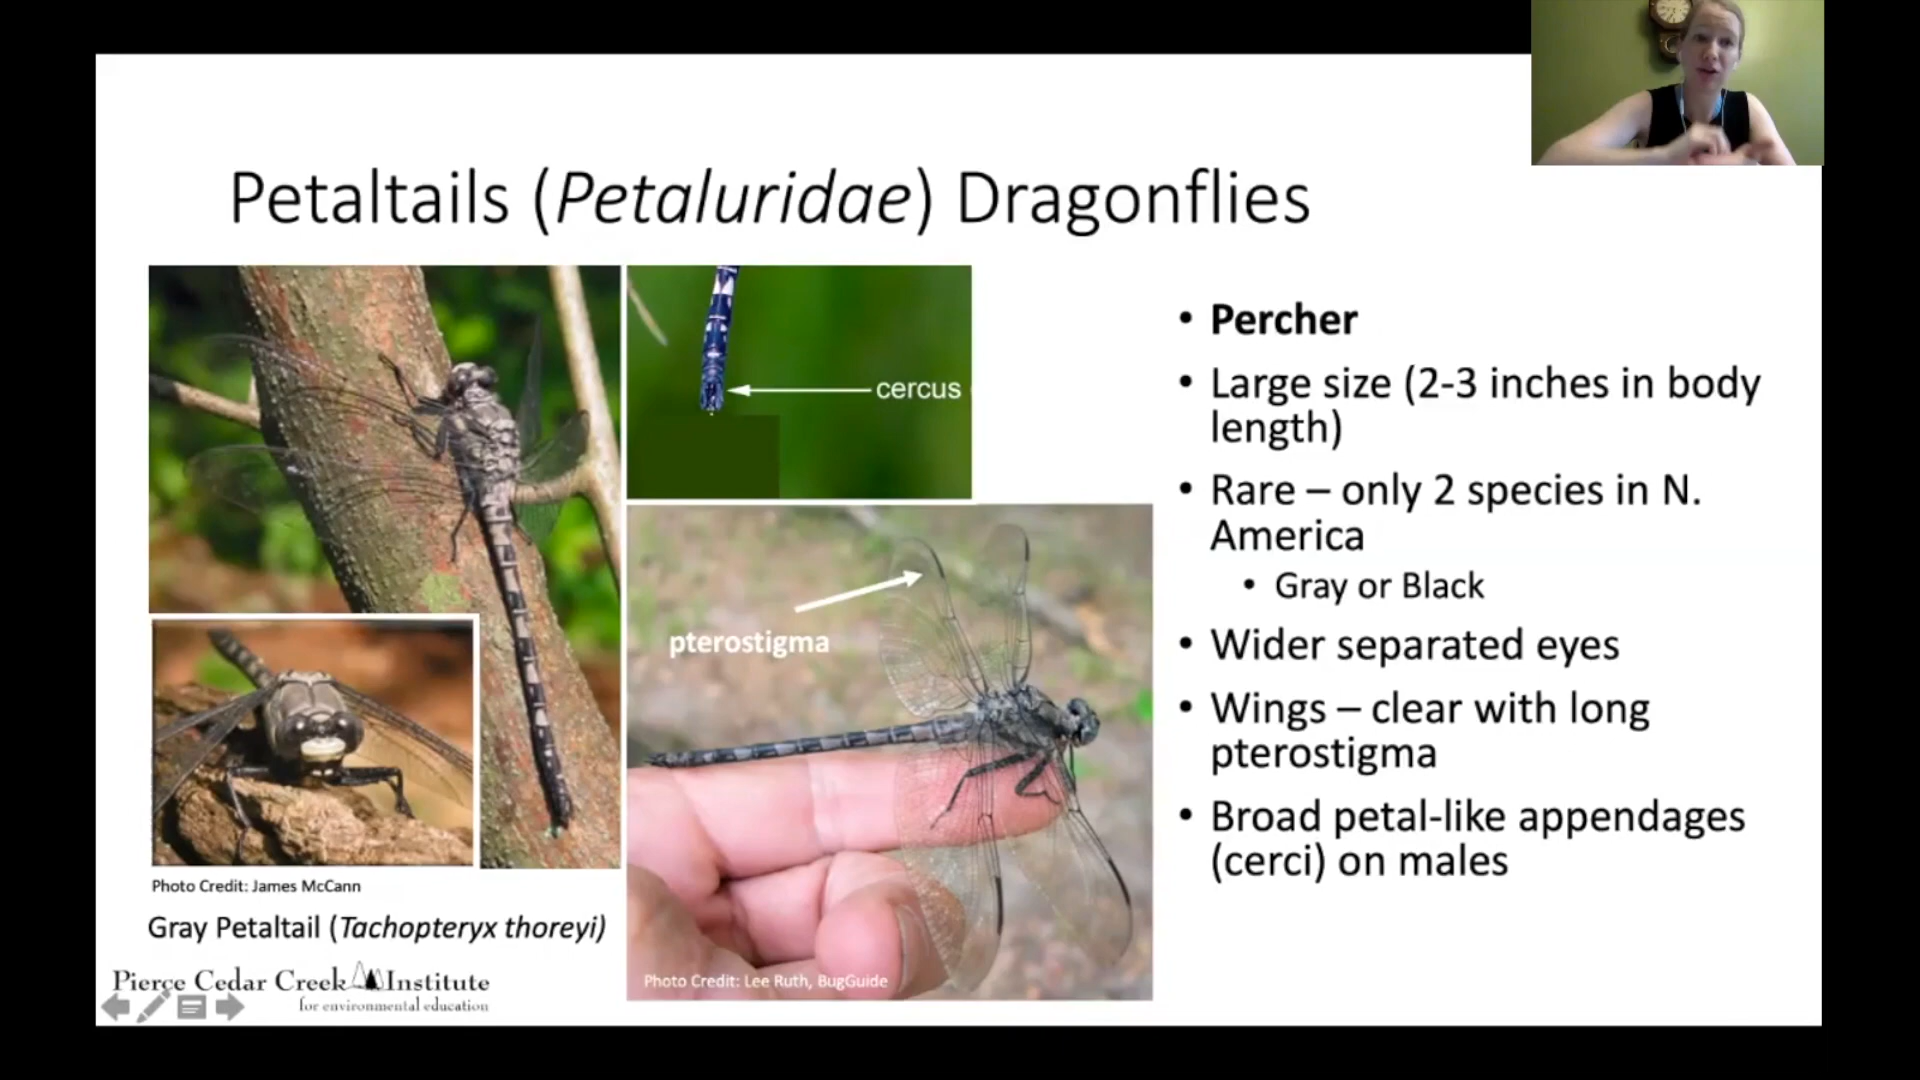 Petaltails (Petaluridae) Dragonflies
cercus
pterostigma
Photo Credit: James McCann
Gray Petaltail (Tachopteryx thoreyi)
Photo Credit: Lee Ruth, BugGuide
• Percher
• Large size (2-3 inches in body
length)
• Rare – only 2 species in N.
America
• Gray or Black
• Wider separated eyes
• Wings – clear with long
pterostigma
• Broad petal-like appendages
(cerci) on males
Pierce Cedar Creek Institute
for environmental education